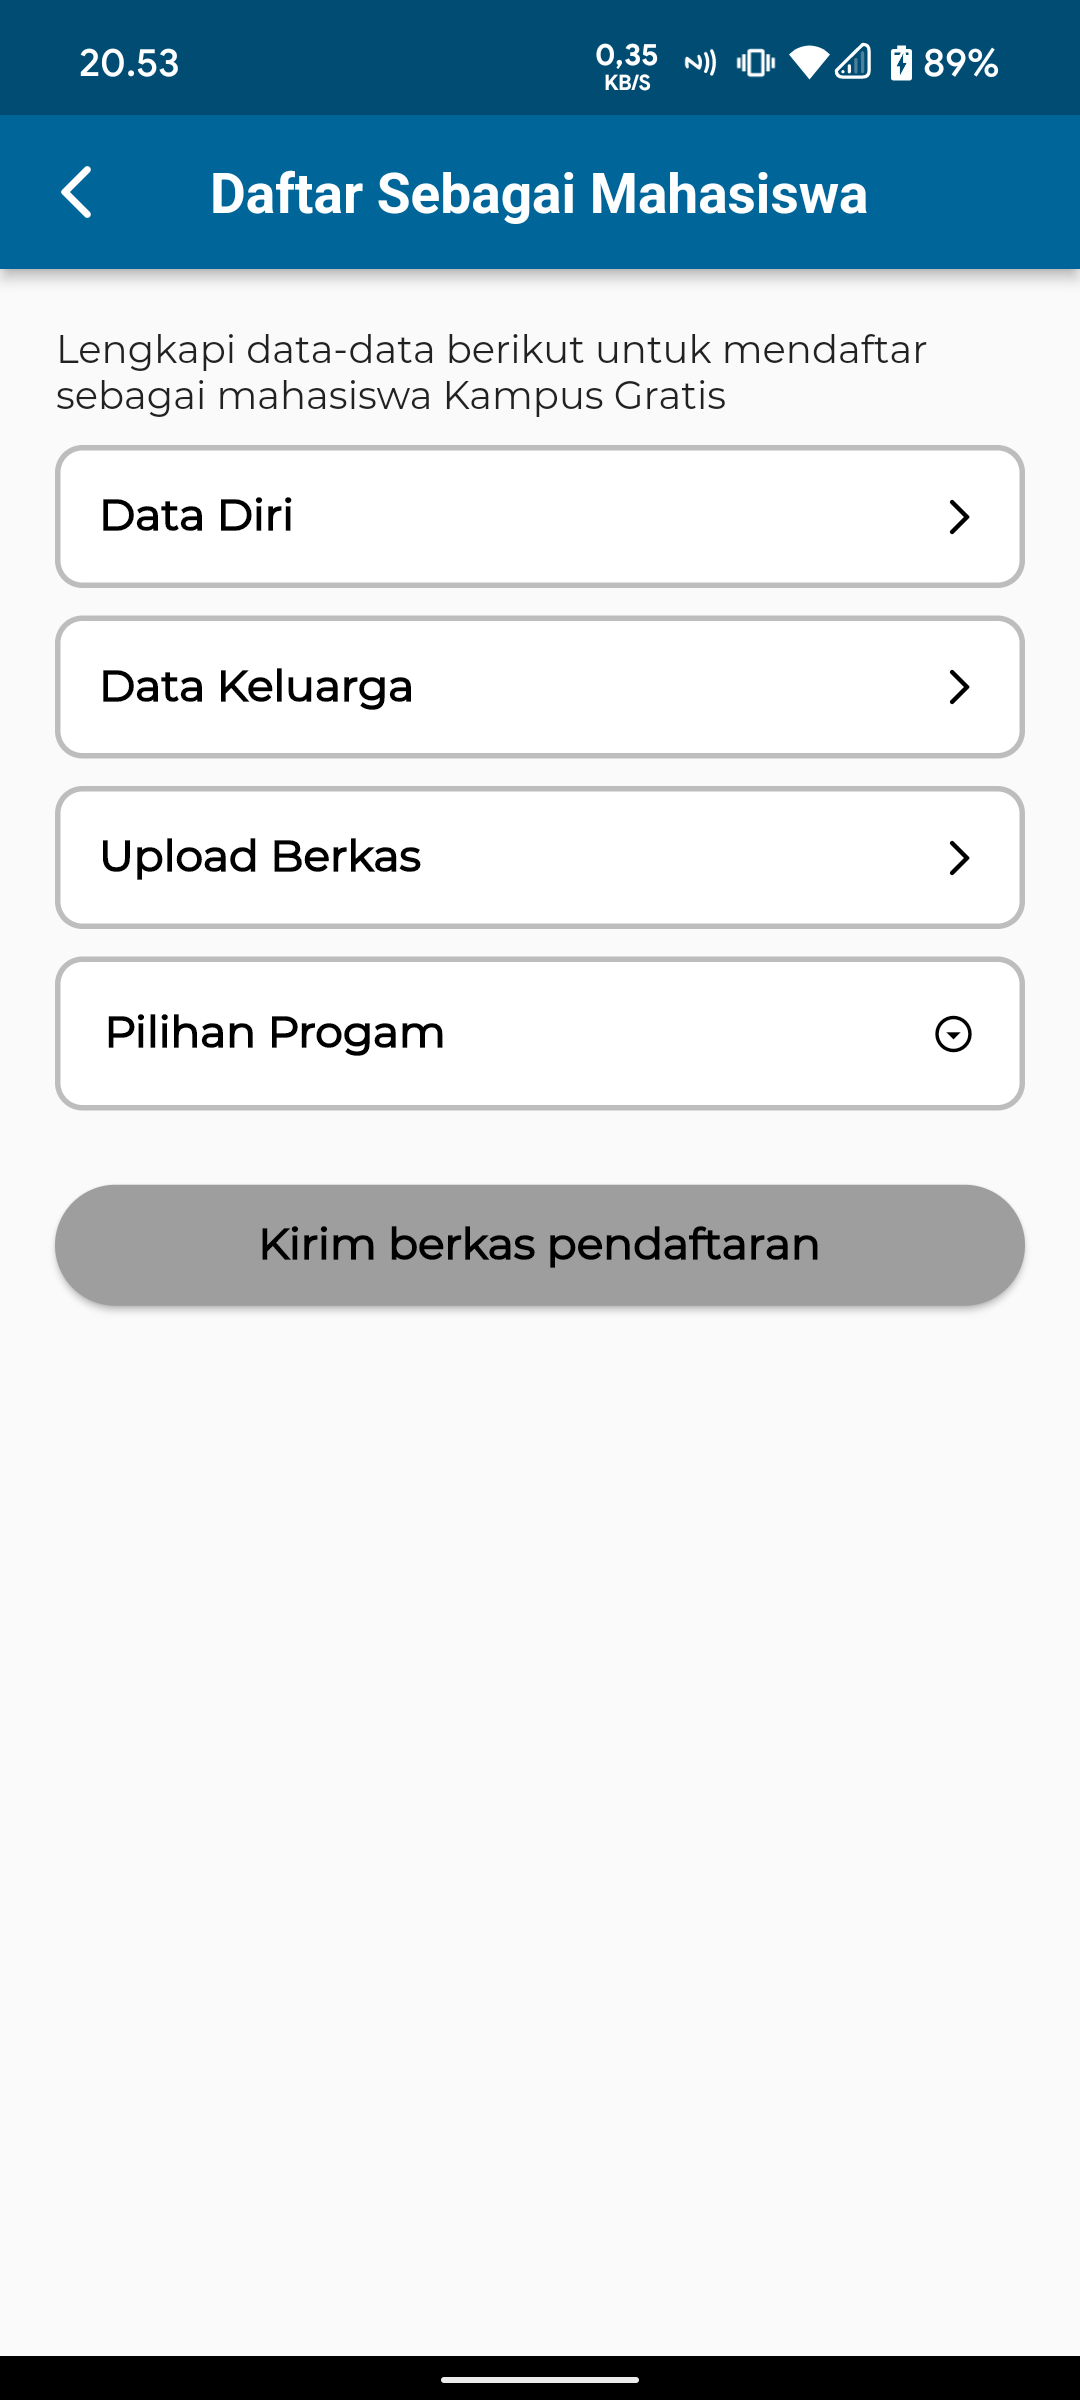 20.53
0,35
KB/S
89%
Daftar Sebagai Mahasiswa
Lengkapi data-data berikut untuk mendaftar
sebagai mahasiswa Kampus Gratis
Data Diri
Data Keluarga
Upload Berkas
Pilihan Progam
Kirim berkas pendaftaran